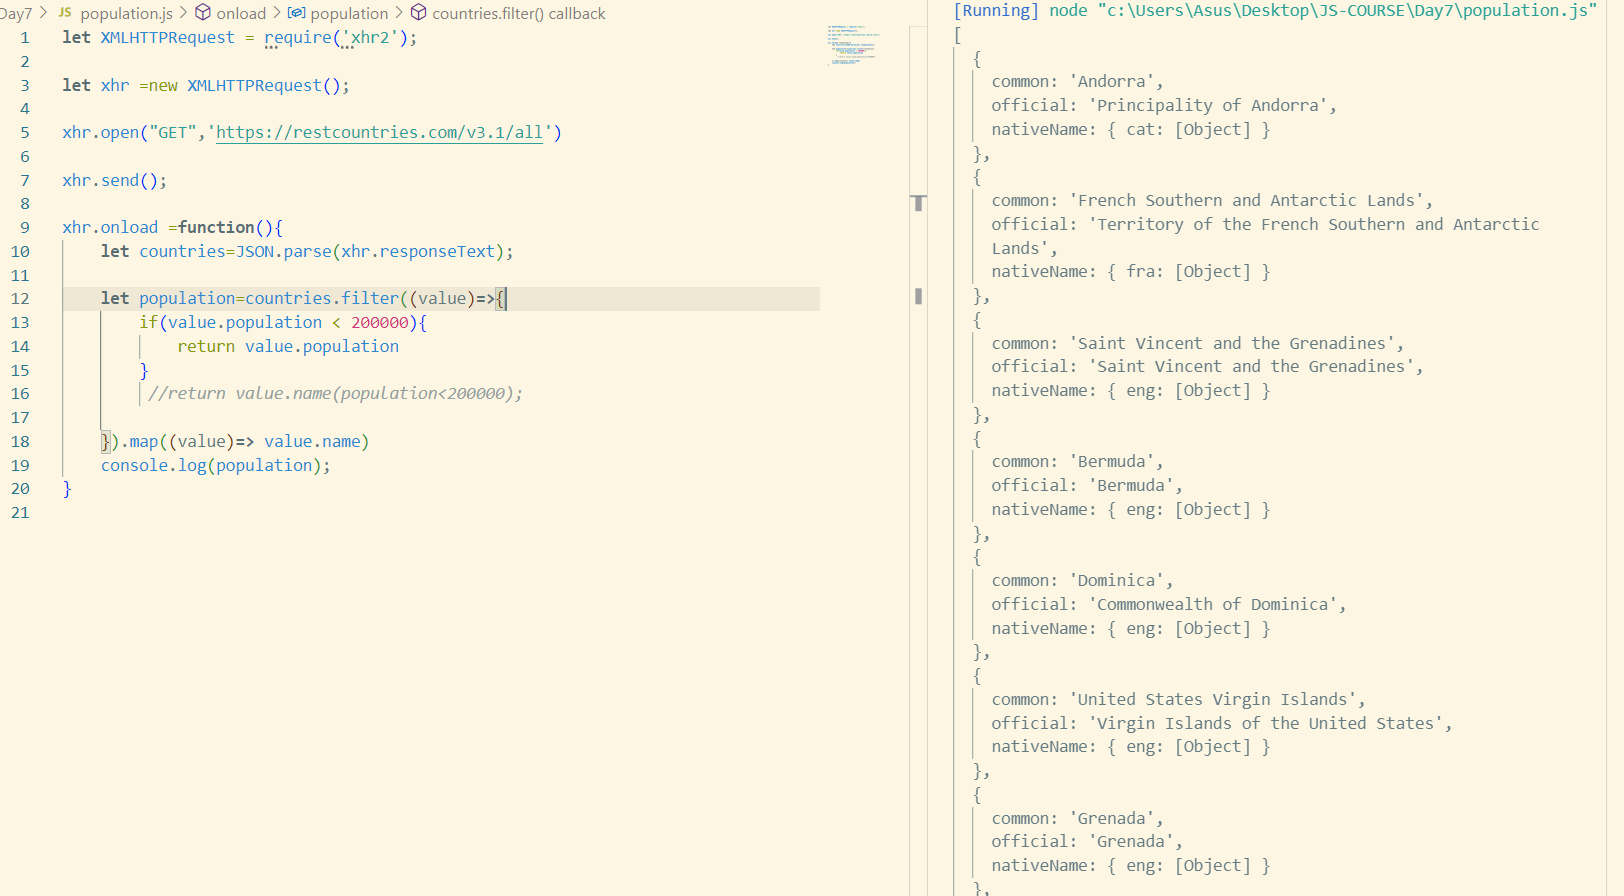 Day7 > JS population.js > onload > population > countries.filter() callback
1 let XMLHTTPRequest = require('xhr2');
2
3 let xhr =new XMLHTTPRequest();
4
5 xhr.open("GET",'https://restcountries.com/v3.1/all')
6
7 xhr.send();
8
9 xhr.onload =function(){
10 let countries=JSON.parse(xhr.responseText);
11
12 let population=countries.filter((value)=>{
13 if(value.population < 200000){
14 return value.population
15 }
16 //return value.name(population<200000);
17
18 }).map((value)=> value.name)
19 console.log(population);
20 }
21
[Running] node "c:\Users\Asus\Desktop\JS-COURSE\Day7\population.js"
[
{
common: 'Andorra',
official: 'Principality of Andorra',
nativeName: { cat: [Object] }
},
{
common: 'French Southern and Antarctic Lands',
official: 'Territory of the French Southern and Antarctic
Lands',
nativeName: { fra: [Object] }
},
{
common: 'Saint Vincent and the Grenadines',
official: 'Saint Vincent and the Grenadines',
nativeName: { eng: [Object] }
},
{
common: 'Bermuda',
official: 'Bermuda',
nativeName: { eng: [Object] }
},
{
common: 'Dominica',
official: 'Commonwealth of Dominica',
nativeName: { eng: [Object] }
},
{
common: 'United States Virgin Islands',
official: 'Virgin Islands of the United States',
nativeName: { eng: [Object] }
},
{
common: 'Grenada',
official: 'Grenada',
nativeName: { eng: [Object] }
},